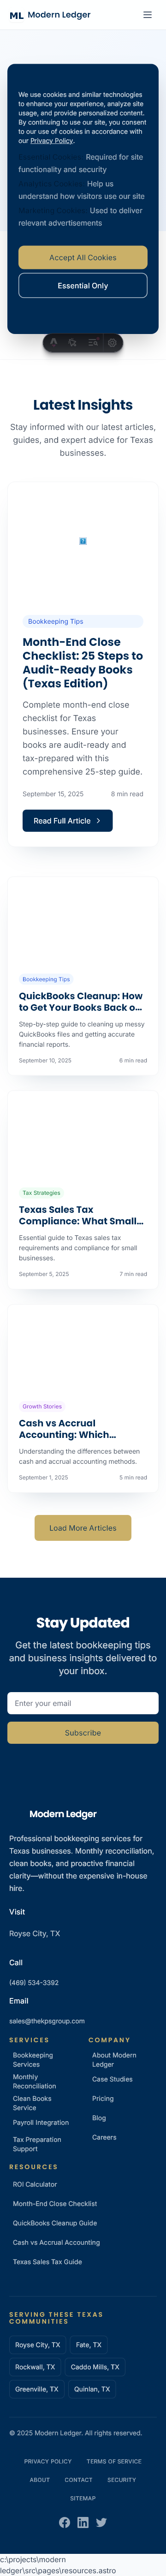 ML Modern Ledger
We use cookies and similar technologies
to enhance your experience, analyze site
usage, and provide personalized content.
By continuing to use our site, you consent
to our use of cookies in accordance with
our Privacy Policy.
Required for site
functionality and security
Help us
understand how visitors use our site
Used to deliver
relevant advertisements
Accept All Cookies
Essential Only
Latest Insights
Stay informed with our latest articles,
guides, and expert advice for Texas
businesses.
Bookkeeping Tips
Month-End Close
Checklist: 25 Steps to
Audit-Ready Books
(Texas Edition)
Complete month-end close
checklist for Texas
businesses. Ensure your
books are audit-ready and
tax-prepared with this
comprehensive 25-step guide.
September 15, 2025 8 min read
Read Full Article
Bookkeeping Tips
QuickBooks Cleanup: How
to Get Your Books Back o...
Step-by-step guide to cleaning up messy
QuickBooks files and getting accurate
financial reports.
September 10, 2025 6 min read
Tax Strategies
Texas Sales Tax
Compliance: What Small...
Essential guide to Texas sales tax
requirements and compliance for small
businesses.
September 5, 2025 7 min read
Growth Stories
Cash vs Accrual
Accounting: Which...
Understanding the differences between
cash and accrual accounting methods.
September 1, 2025 5 min read
Load More Articles
Stay Updated
Get the latest bookkeeping tips
and business insights delivered to
your inbox.
Enter your email
Subscribe
Modern Ledger
Professional bookkeeping services for
Texas businesses. Monthly reconciliation,
clean books, and proactive financial
clarity—without the expensive in-house
hire.
Visit
Royse City, TX
Call
(469) 534-3392
Email
sales@thekpsgroup.com
SERVICES
Bookkeeping
Services
Monthly
Reconciliation
Clean Books
Service
Payroll Integration
Tax Preparation
Support
COMPANY
About Modern
Ledger
Case Studies
Pricing
Blog
Careers
RESOURCES
ROI Calculator
Month-End Close Checklist
QuickBooks Cleanup Guide
Cash vs Accrual Accounting
Texas Sales Tax Guide
SERVING THESE TEXAS
COMMUNITIES
Royse City, TX Fate, TX
Rockwall, TX Caddo Mills, TX
Greenville, TX Quinlan, TX
© 2025 Modern Ledger. All rights reserved.
PRIVACY POLICY TERMS OF SERVICE
ABOUT CONTACT SECURITY
SITEMAP
c:\projects\modern
ledger\src\pages\resources.astro